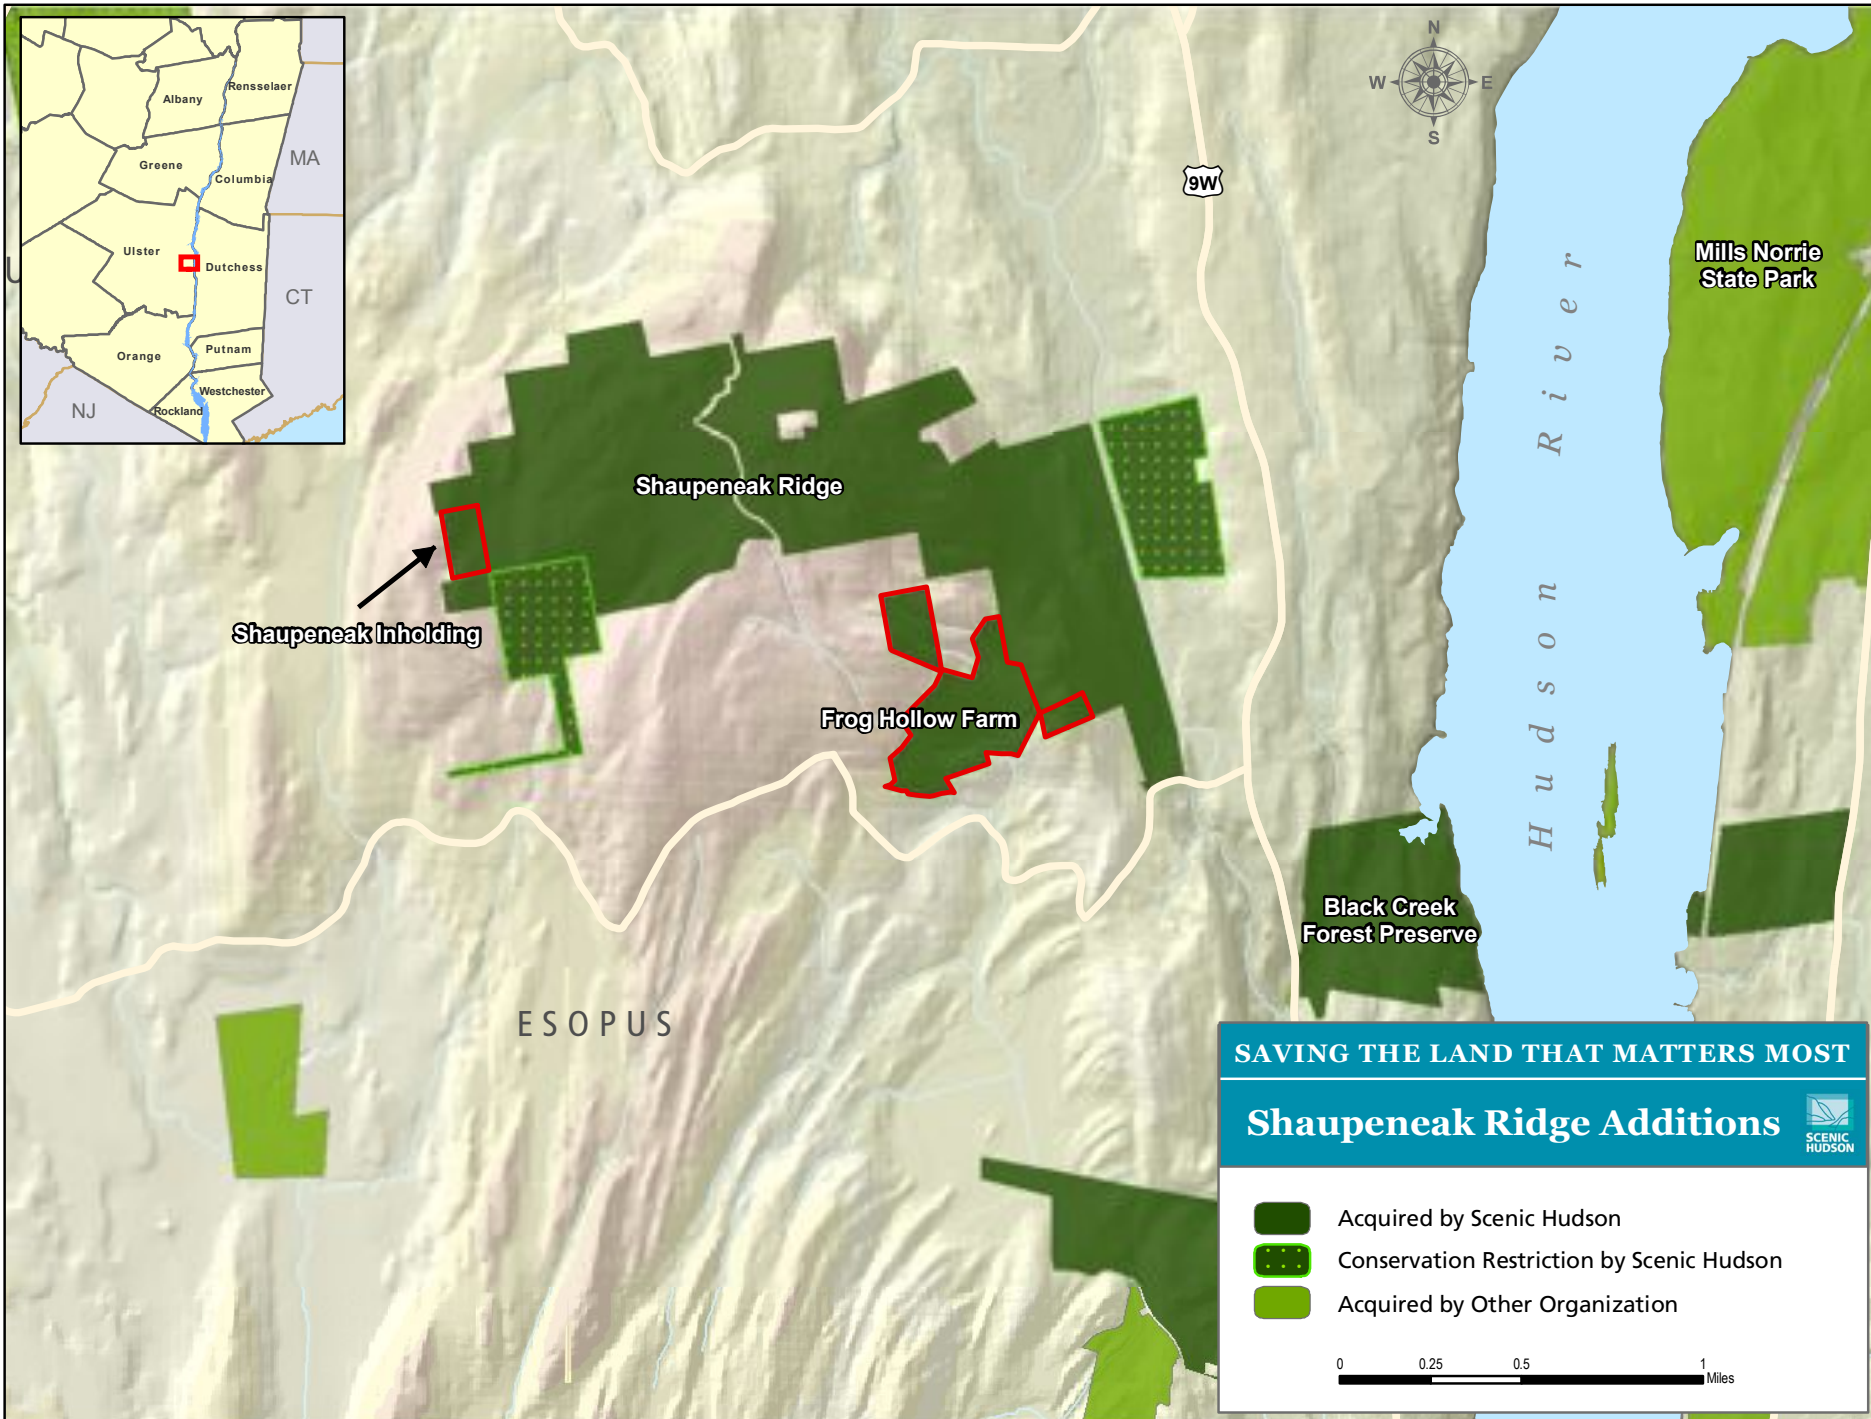 Albany
Rensselaer
MA
Greene
Columbia
Ulster
Dutchess
CT
Orange
Putnam
Westchester
NJ
Rockland
U
N
W
E
S
9W
Mills Norrie
State Park
Hudson River
Shaupeneak Ridge
Shaupeneak Inholding
Frog Hollow Farm
Black Creek
Forest Preserve
ESOPUS
SAVING THE LAND THAT MATTERS MOST
Shaupeneak Ridge Additions
SCENIC
HUDSON
Acquired by Scenic Hudson
Conservation Restriction by Scenic Hudson
Acquired by Other Organization
0 0.25 0.5 1
Miles